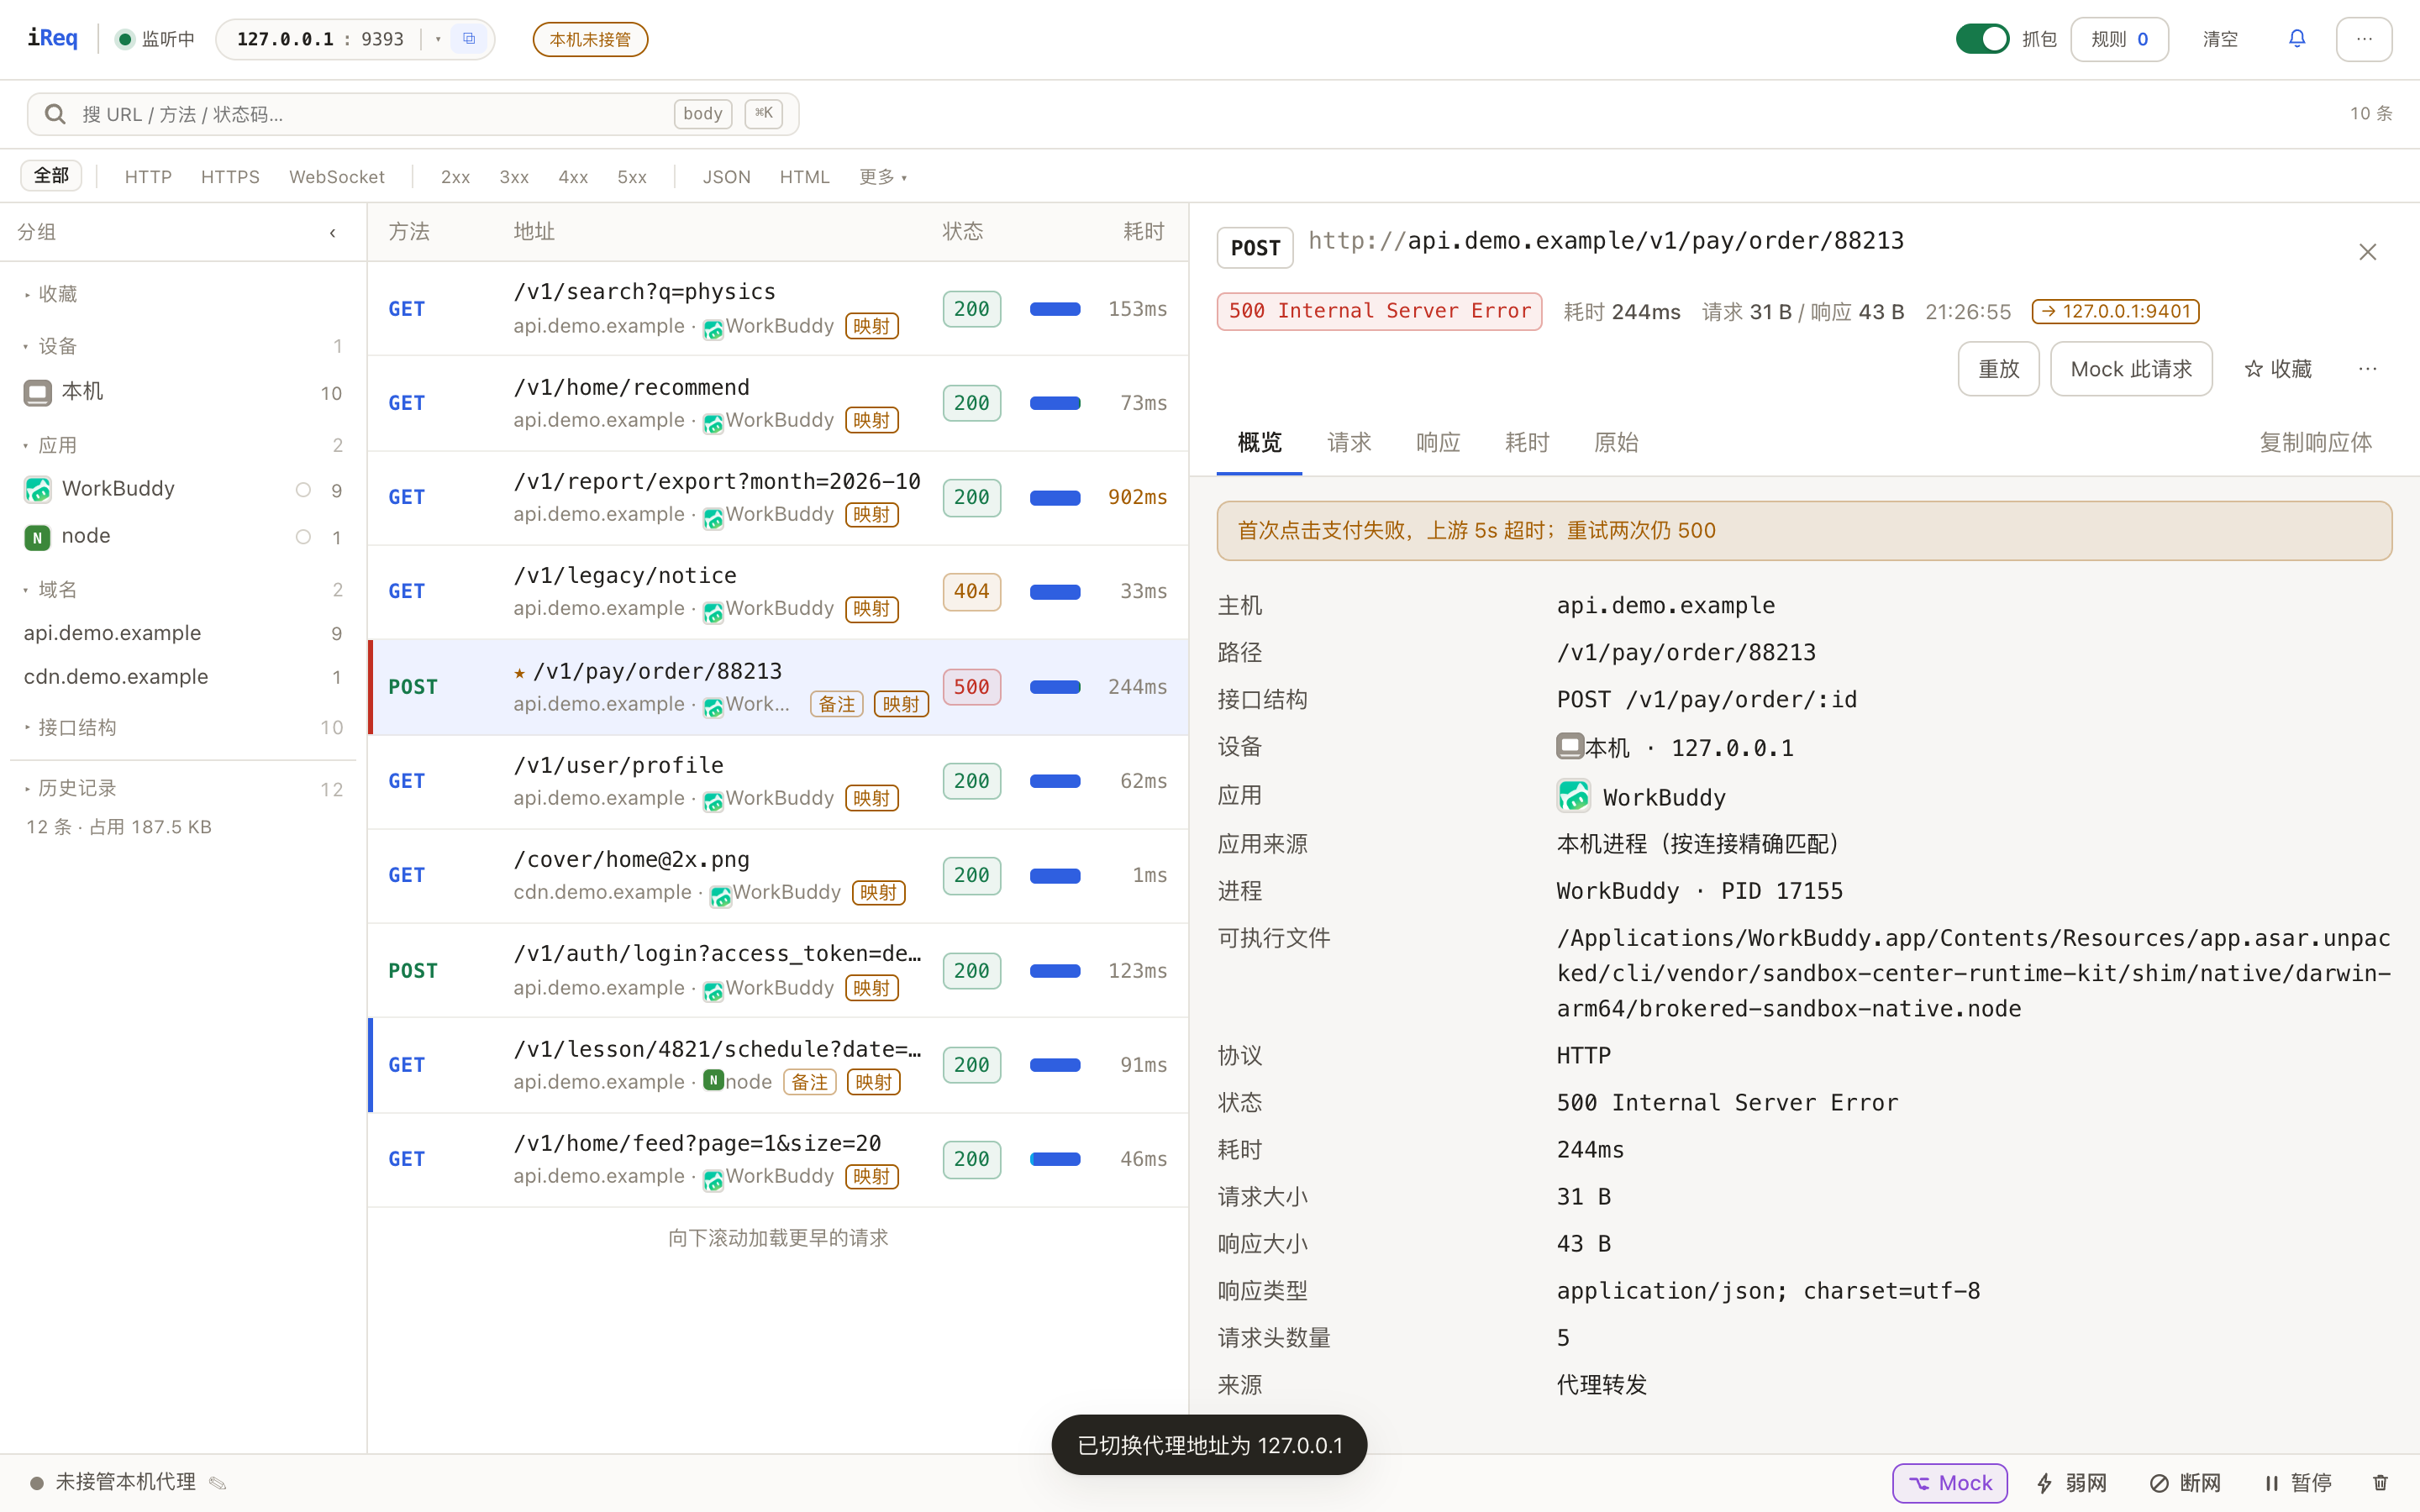 iReq 监听中 127.0.0.1 : 9393 本机未接管 抓包 规则 0 清空 ···
搜 URL / 方法 / 状态码... body ⌘K 10 条
全部 HTTP HTTPS WebSocket 2xx 3xx 4xx 5xx JSON HTML 更多
分组
收藏
设备 1
本机 10
应用 2
WorkBuddy 9
N node 1
域名 2
api.demo.example 9
cdn.demo.example 1
接口结构 10
历史记录 12
12 条 · 占用 187.5 KB
方法 地址 状态 耗时
GET /v1/search?q=physics 200 153ms
api.demo.example · WorkBuddy 映射
GET /v1/home/recommend 200 73ms
api.demo.example · WorkBuddy 映射
GET /v1/report/export?month=2026-10 200 902ms
api.demo.example · WorkBuddy 映射
GET /v1/legacy/notice 404 33ms
api.demo.example · WorkBuddy 映射
POST ★ /v1/pay/order/88213 500 244ms
api.demo.example · Work... 备注 映射
GET /v1/user/profile 200 62ms
api.demo.example · WorkBuddy 映射
GET /cover/home@2x.png 200 1ms
cdn.demo.example · WorkBuddy 映射
POST /v1/auth/login?access_token=de… 200 123ms
api.demo.example · WorkBuddy 映射
GET /v1/lesson/4821/schedule?date=… 200 91ms
api.demo.example · N node 备注 映射
GET /v1/home/feed?page=1&size=20 200 46ms
api.demo.example · WorkBuddy 映射
向下滚动加载更早的请求
POST http://api.demo.example/v1/pay/order/88213
500 Internal Server Error 耗时 244ms 请求 31 B / 响应 43 B 21:26:55 → 127.0.0.1:9401
重放 Mock 此请求 ☆ 收藏 ···
概览 请求 响应 耗时 原始 复制响应体
首次点击支付失败，上游 5s 超时；重试两次仍 500
主机 api.demo.example
路径 /v1/pay/order/88213
接口结构 POST /v1/pay/order/:id
设备 本机 · 127.0.0.1
应用 WorkBuddy
应用来源 本机进程（按连接精确匹配）
进程 WorkBuddy · PID 17155
可执行文件 /Applications/WorkBuddy.app/Contents/Resources/app.asar.unpac
ked/cli/vendor/sandbox-center-runtime-kit/shim/native/darwin-
arm64/brokered-sandbox-native.node
协议 HTTP
状态 500 Internal Server Error
耗时 244ms
请求大小 31 B
响应大小 43 B
响应类型 application/json; charset=utf-8
请求头数量 5
来源 代理转发
已切换代理地址为 127.0.0.1
未接管本机代理 Mock 弱网 断网 暂停